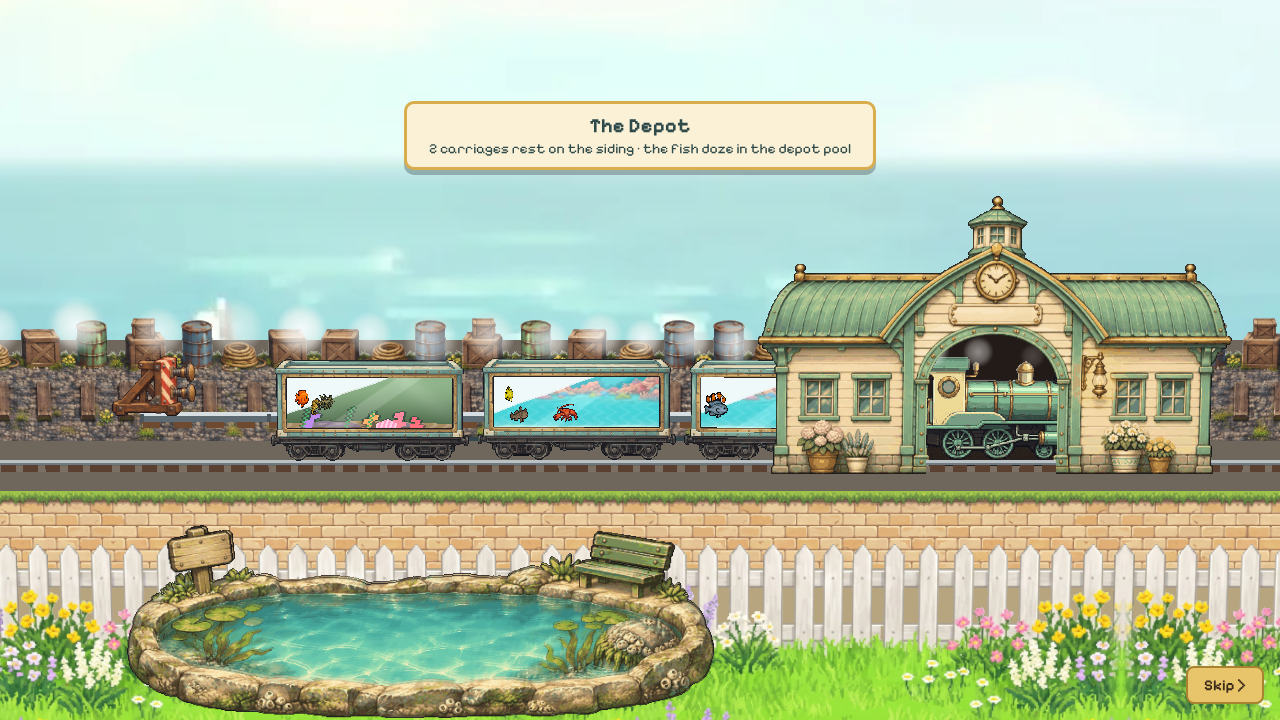 The Depot
2 carriages rest on the siding · the fish doze in the depot pool
Skip >